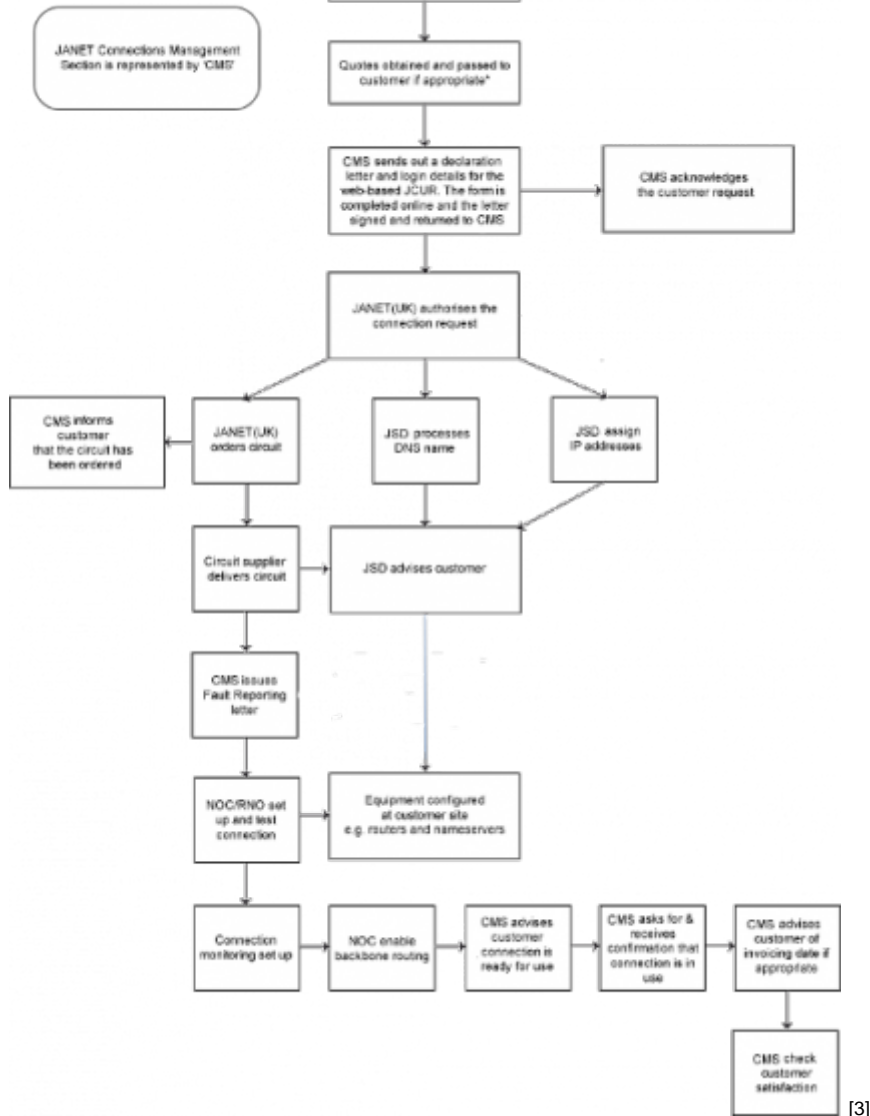 JANET Connections Management
Section is represented by 'CMS'
Quotes obtained and passed to
customer if appropriate*
CMS sends out a declaration
letter and login details for the
web-based JCUR. The form is
completed online and the letter
signed and returned to CMS
CMS acknowledges
the customer request
JANET(UK) authorises the
connection request
CMS informs
customer
that the circuit has
been ordered
JANET(UK)
orders circuit
JSD processes
DNS name
JSD assign
IP addresses
Circuit supplier
delivers circuit
JSD advises customer
CMS issues
Fault Reporting
letter
NOC/RNO set
up and test
connection
Equipment configured
at customer site
e.g. routers and nameservers
Connection
monitoring set up
NOC enable
backbone routing
CMS advises
customer
connection is
ready for use
CMS asks for &
receives
confirmation that
connection is in
use
CMS advises
customer of
invoicing date if
appropriate
CMS check
customer
satisfaction
[3]